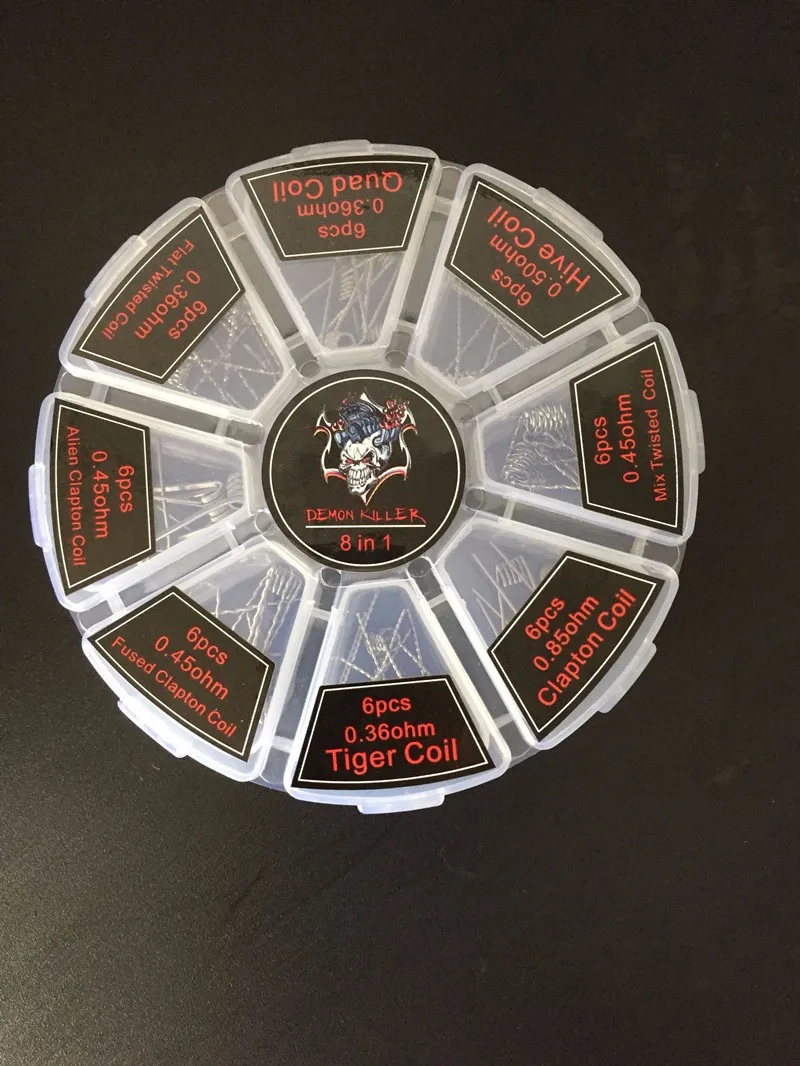 DEMON KILLER
8 in 1
6pcs
0.36ohm
Quad Coil
6pcs
0.50ohm
Hive Coil
6pcs
0.45ohm
Mix Twisted Coil
6pcs
0.85ohm
Clapton Coil
6pcs
0.36ohm
Tiger Coil
6pcs
0.45ohm
Fused Clapton Coil
6pcs
0.45ohm
Alien Clapton Coil
6pcs
0.36ohm
Flat Twisted Coil